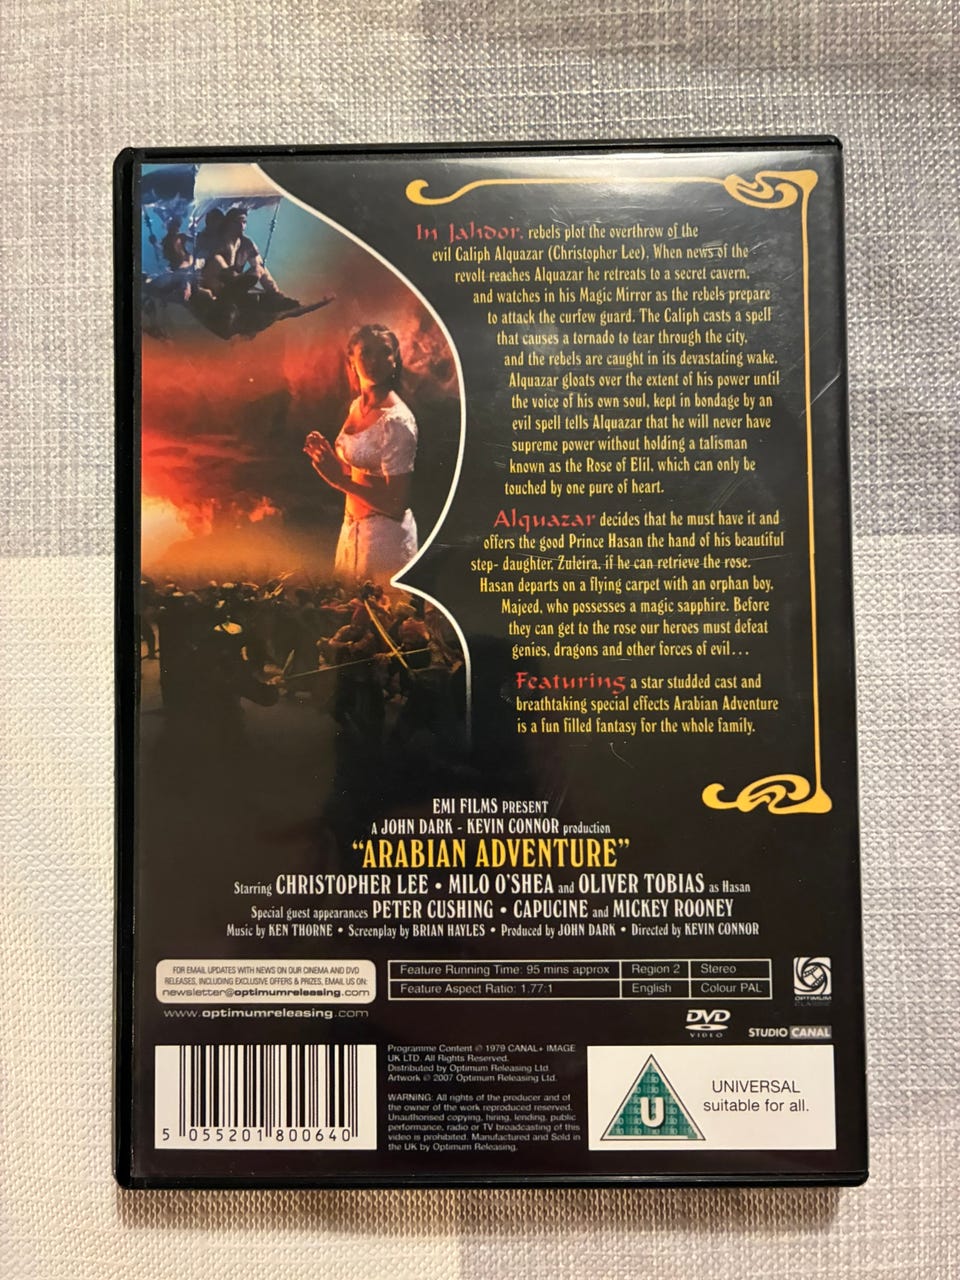 In Jahdor, rebels plot the overthrow of the
evil Caliph Alquazar (Christopher Lee). When news of the
revolt reaches Alquazar he retreats to a secret cavern,
and watches in his Magic Mirror as the rebels prepare
to attack the curfew guard. The Caliph casts a spell
that causes a tornado to tear through the city,
and the rebels are caught in its devastating wake.
Alquazar gloats over the extent of his power until
the voice of his own soul, kept in bondage by an
evil spell tells Alquazar that he will never have
supreme power without holding a talisman
known as the Rose of Elil, which can only be
touched by one pure of heart.
Alquazar decides that he must have it and
offers the good Prince Hasan the hand of his beautiful
step- daughter, Zuleira, if he can retrieve the rose.
Hasan departs on a flying carpet with an orphan boy,
Majeed, who possesses a magic sapphire. Before
they can get to the rose our heroes must defeat
genies, dragons and other forces of evil...
Featuring a star studded cast and
breathtaking special effects Arabian Adventure
is a fun filled fantasy for the whole family.
EMI FILMS PRESENT
A JOHN DARK - KEVIN CONNOR production
"ARABIAN ADVENTURE"
Starring CHRISTOPHER LEE • MILO O'SHEA and OLIVER TOBIAS as Hasan
Special guest appearances PETER CUSHING • CAPUCINE and MICKEY ROONEY
Music by KEN THORNE • Screenplay by BRIAN HAYLES • Produced by JOHN DARK • Directed by KEVIN CONNOR
FOR EMAIL UPDATES WITH NEWS ON OUR CINEMA AND DVD
RELEASES, INCLUDING EXCLUSIVE OFFERS & PRIZES, EMAIL US ON:
newsletter@optimumreleasing.com
www.optimumreleasing.com
Feature Running Time: 95 mins approx Region 2 Stereo
Feature Aspect Ratio: 1.77:1 English Colour PAL
OPTIMUM
CLASSIC
DVD
VIDEO
STUDIO CANAL
5 055201 800640
Programme Content © 1979 CANAL+ IMAGE
UK LTD. All Rights Reserved.
Distributed by Optimum Releasing Ltd.
Artwork © 2007 Optimum Releasing Ltd.
WARNING: All rights of the producer and of
the owner of the work reproduced reserved.
Unauthorised copying, hiring, lending, public
performance, radio or TV broadcasting of this
video is prohibited. Manufactured and Sold in
the UK by Optimum Releasing.
U
UNIVERSAL
suitable for all.